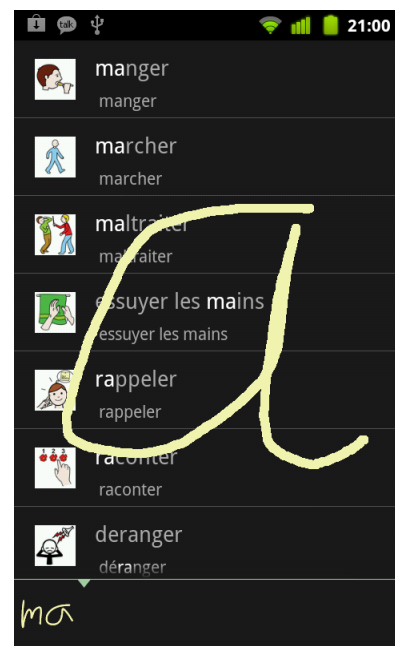 talk 21:00
manger
manger
marcher
marcher
maltraiter
maltraiter
essuyer les mains
essuyer les mains
rappeler
rappeler
raconter
raconter
deranger
déranger
a
ma